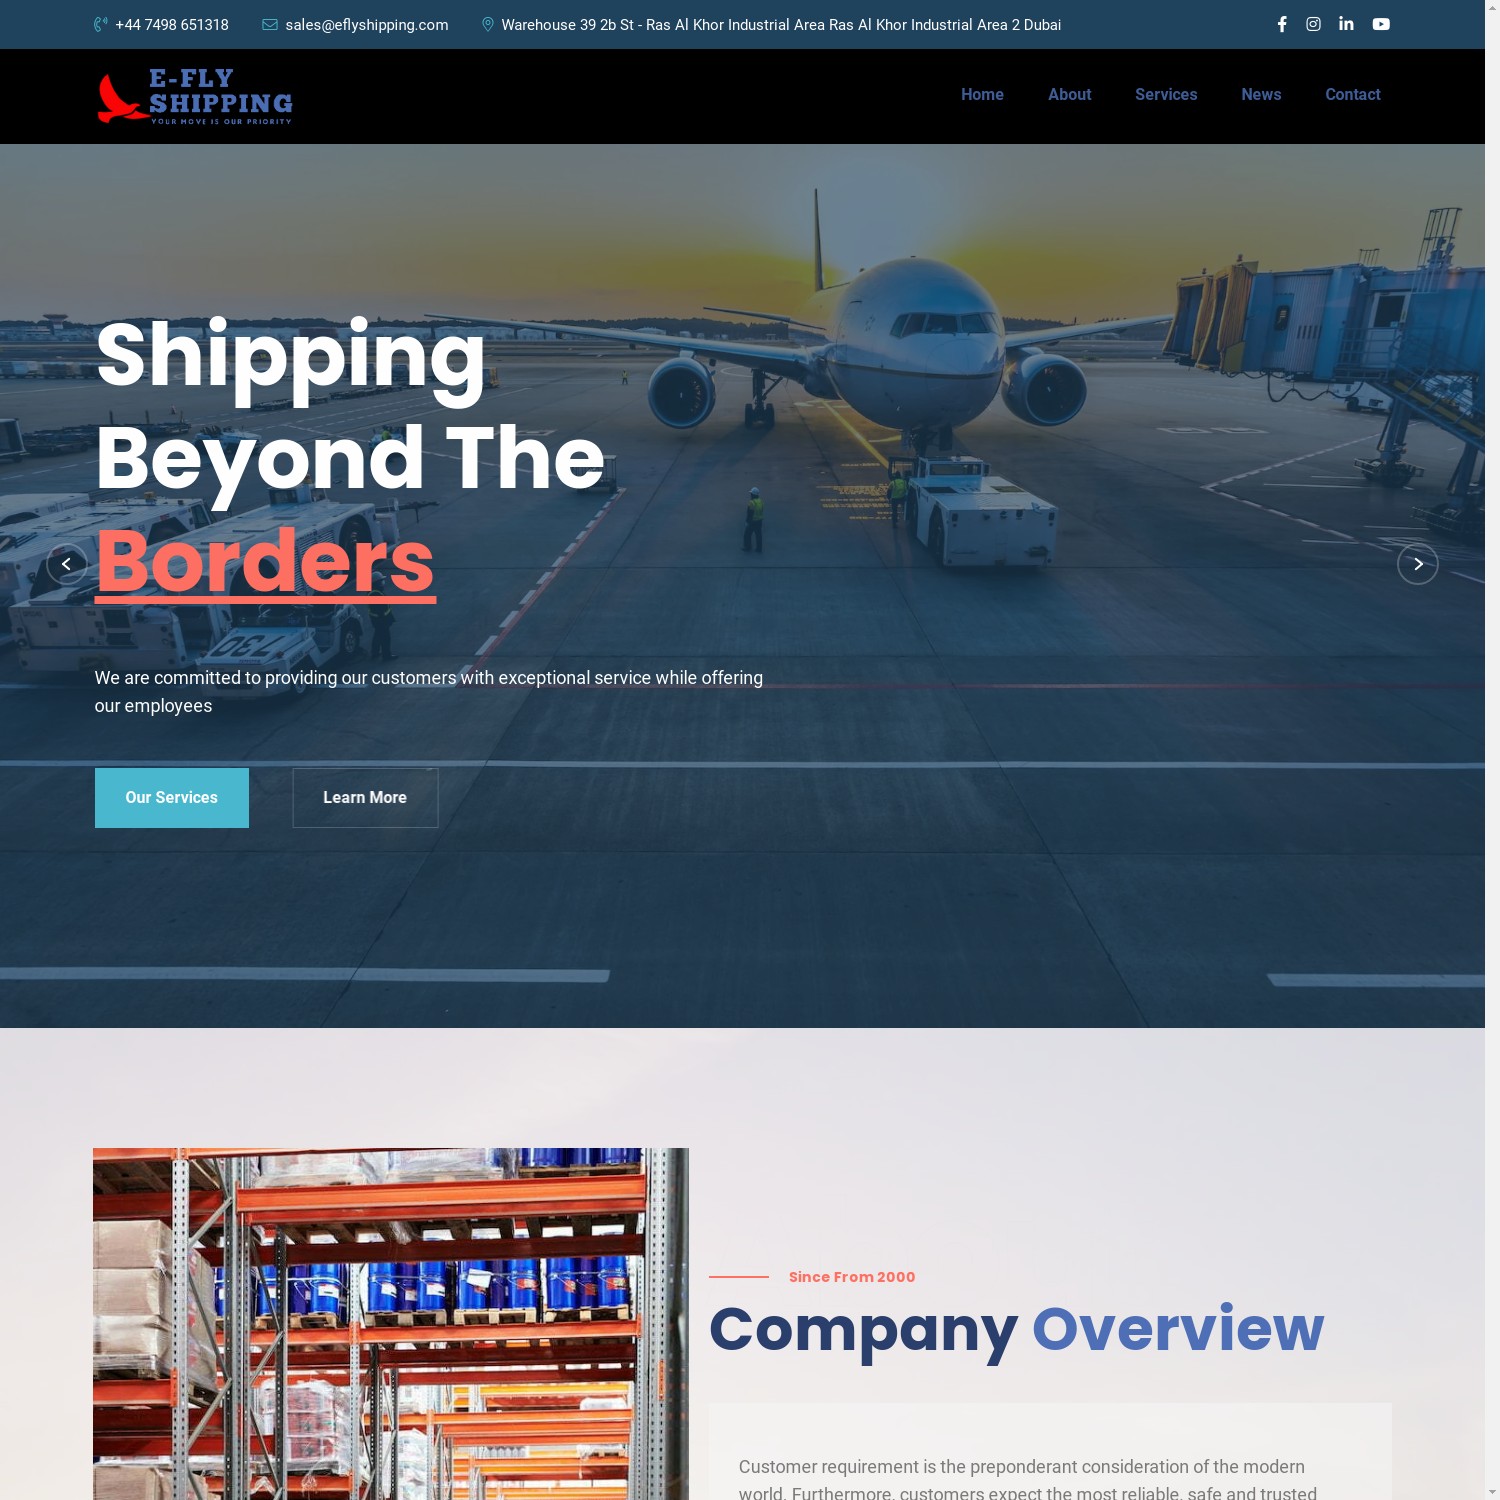 +44 7498 651318 sales@eflyshipping.com Warehouse 39 2b St - Ras Al Khor Industrial Area Ras Al Khor Industrial Area 2 Dubai
E-FLY
SHIPPING
YOUR MOVE IS OUR PRIORITY
Home About Services News Contact
Shipping
Beyond The
Borders
730
We are committed to providing our customers with exceptional service while offering
our employees
Our Services Learn More
Since From 2000
Company Overview
Customer requirement is the preponderant consideration of the modern
world. Furthermore, customers expect the most reliable, safe and trusted